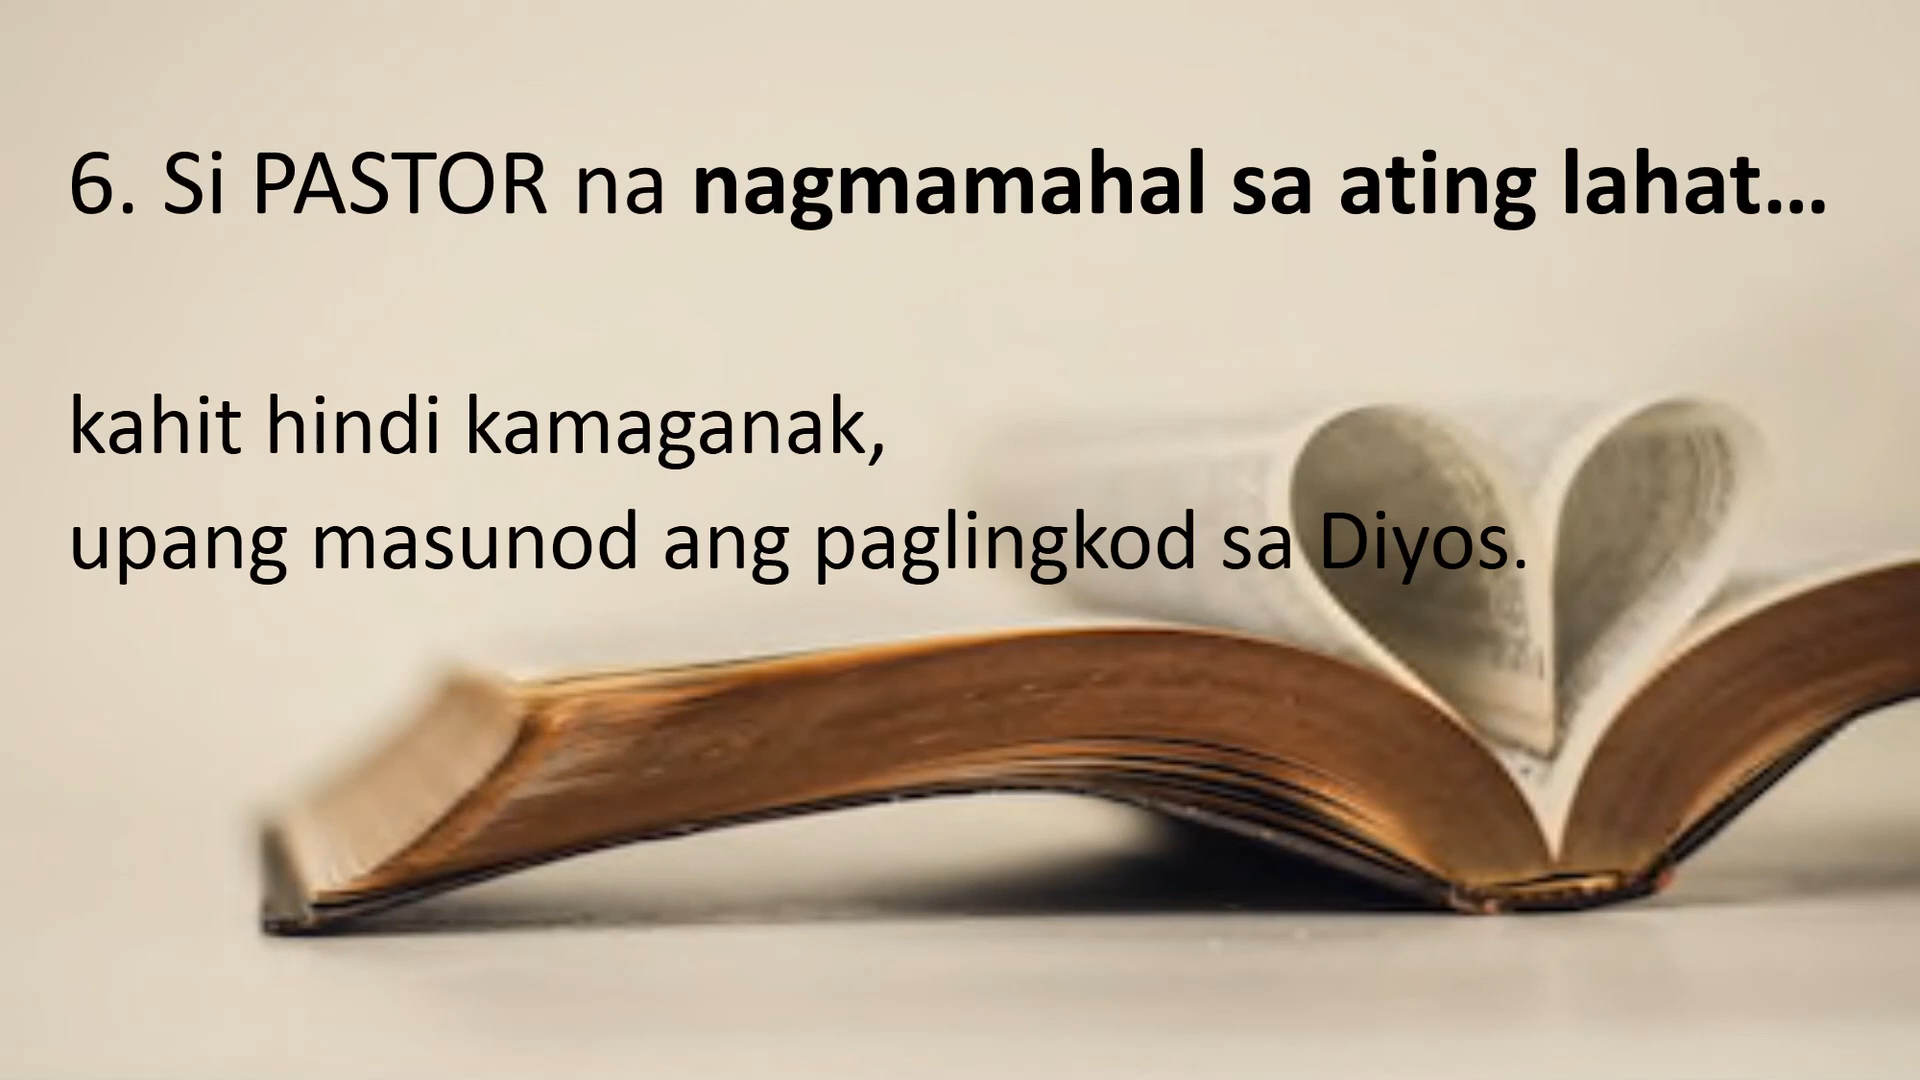 6. Si PASTOR na nagmamahal sa ating lahat...
kahit hindi kamaganak,
upang masunod ang paglingkod sa Diyos.